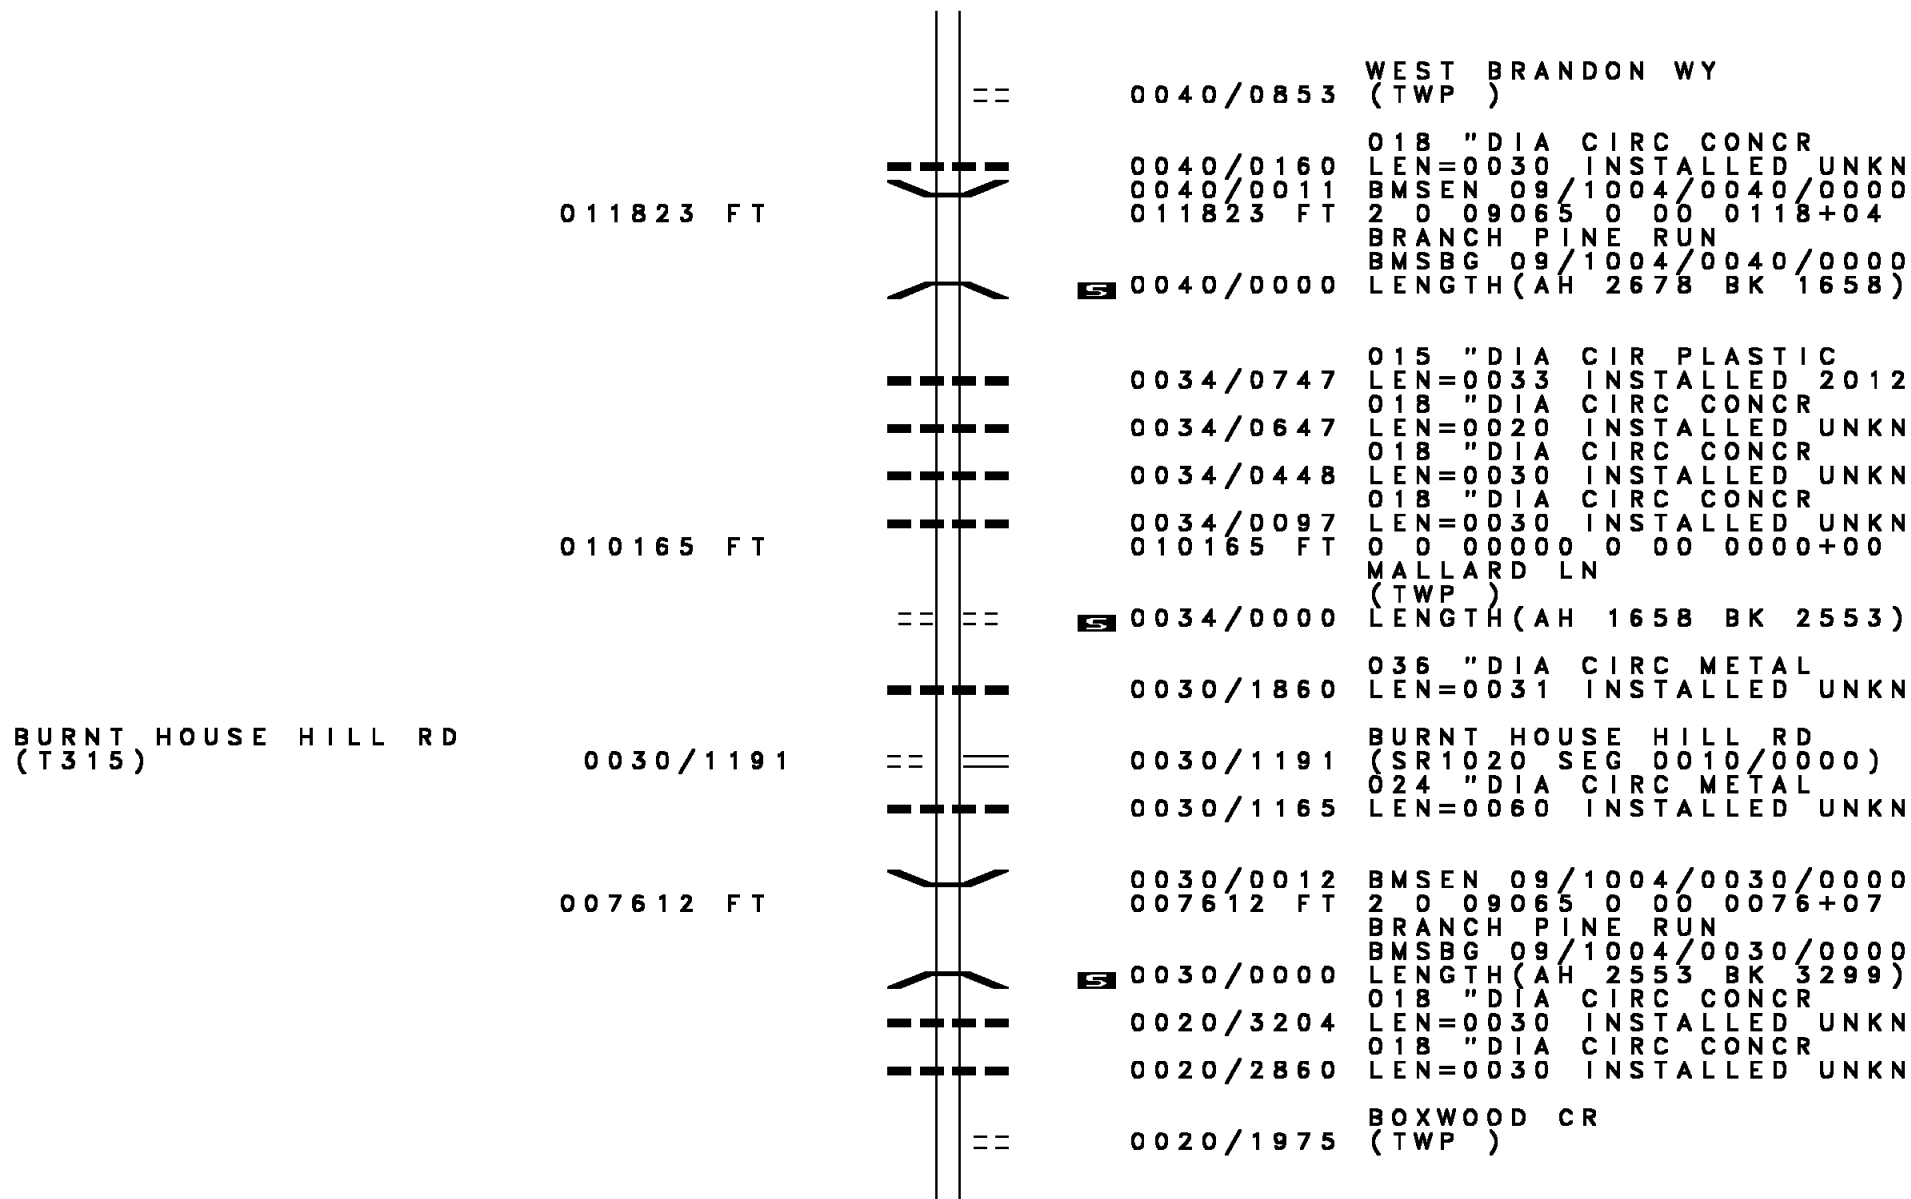 WEST BRANDON WY
0040/0853 (TWP )
018 "DIA CIRC CONCR
0040/0160 LEN=0030 INSTALLED UNKN
0040/0011 BMSEN 09/1004/0040/0000
011823 FT 011823 FT 2 0 09065 0 00 0118+04
BRANCH PINE RUN
BMSBG 09/1004/0040/0000
S 0040/0000 LENGTH(AH 2678 BK 1658)
015 "DIA CIR PLASTIC
0034/0747 LEN=0033 INSTALLED 2012
018 "DIA CIRC CONCR
0034/0647 LEN=0020 INSTALLED UNKN
018 "DIA CIRC CONCR
0034/0448 LEN=0030 INSTALLED UNKN
018 "DIA CIRC CONCR
0034/0097 LEN=0030 INSTALLED UNKN
010165 FT 010165 FT 0 0 00000 0 00 0000+00
MALLARD LN
(TWP )
S 0034/0000 LENGTH(AH 1658 BK 2553)
036 "DIA CIRC METAL
0030/1860 LEN=0031 INSTALLED UNKN
BURNT HOUSE HILL RD BURNT HOUSE HILL RD
(T315) 0030/1191 0030/1191 (SR1020 SEG 0010/0000)
024 "DIA CIRC METAL
0030/1165 LEN=0060 INSTALLED UNKN
0030/0012 BMSEN 09/1004/0030/0000
007612 FT 007612 FT 2 0 09065 0 00 0076+07
BRANCH PINE RUN
BMSBG 09/1004/0030/0000
S 0030/0000 LENGTH(AH 2553 BK 3299)
018 "DIA CIRC CONCR
0020/3204 LEN=0030 INSTALLED UNKN
018 "DIA CIRC CONCR
0020/2860 LEN=0030 INSTALLED UNKN
BOXWOOD CR
0020/1975 (TWP )